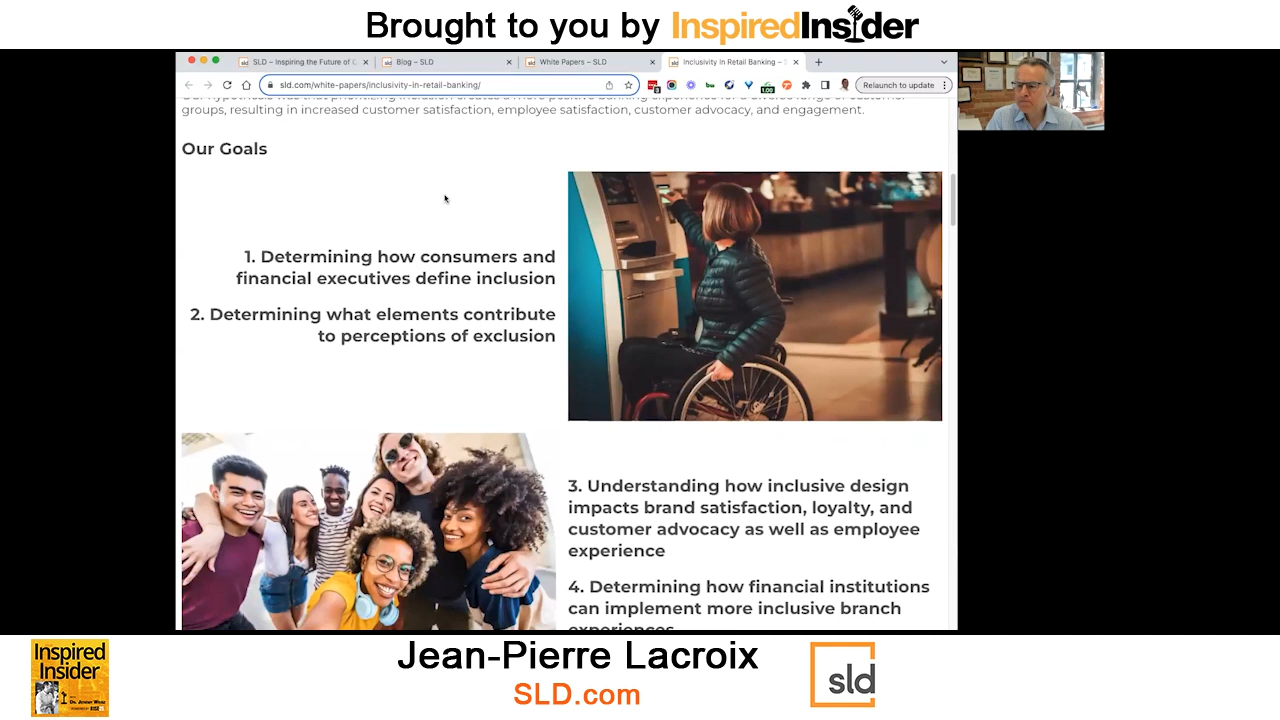 Brought to you by InspiredInsider
SLD – Inspiring the Future of C
Blog – SLD
White Papers – SLD
Inclusivity In Retail Banking –
sld.com/white-papers/inclusivity-in-retail-banking/
Relaunch to update
groups, resulting in increased customer satisfaction, employee satisfaction, customer advocacy, and engagement.
Our Goals
1. Determining how consumers and
financial executives define inclusion
2. Determining what elements contribute
to perceptions of exclusion
3. Understanding how inclusive design
impacts brand satisfaction, loyalty, and
customer advocacy as well as employee
experience
4. Determining how financial institutions
can implement more inclusive branch
experiences
Inspired
Insider
Jean-Pierre Lacroix
SLD.com
sld